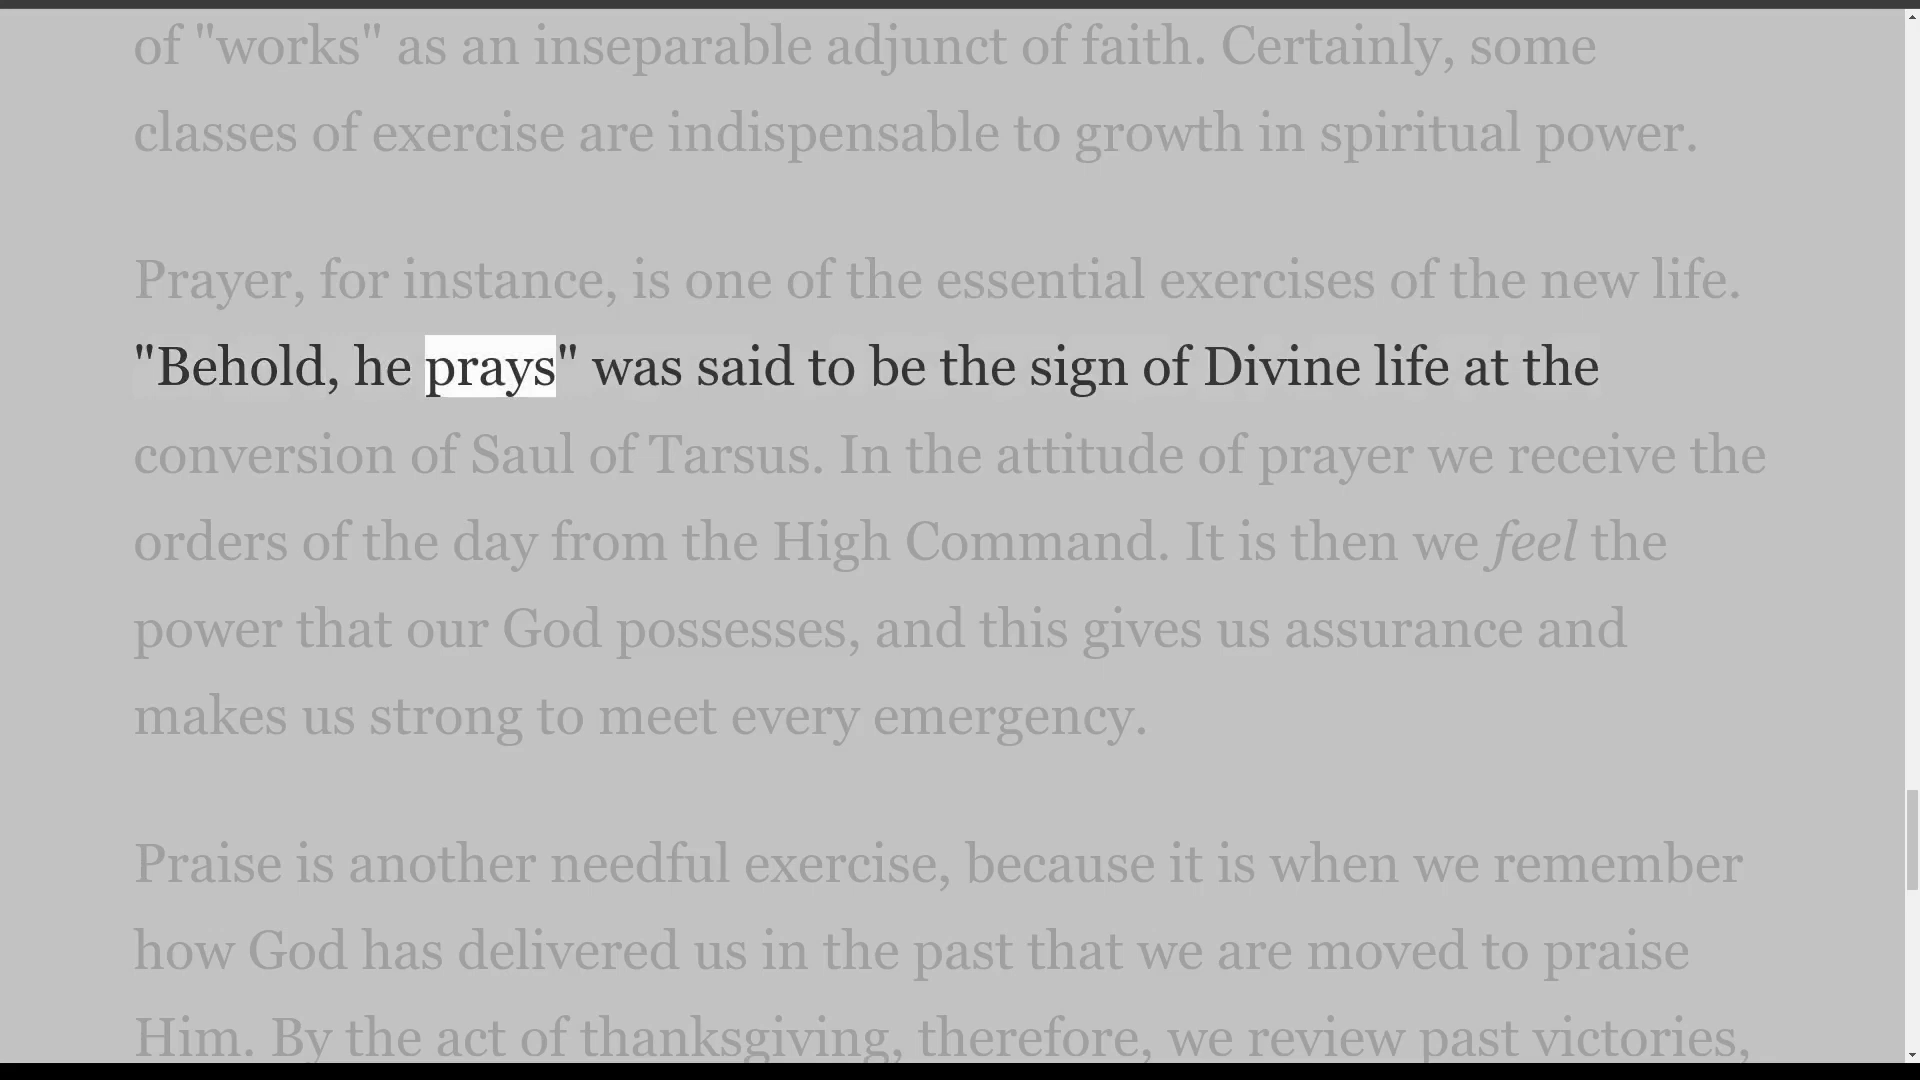 of "works" as an inseparable adjunct of faith. Certainly, some
classes of exercise are indispensable to growth in spiritual power.
Prayer, for instance, is one of the essential exercises of the new life.
"Behold, he prays" was said to be the sign of Divine life at the
conversion of Saul of Tarsus. In the attitude of prayer we receive the
orders of the day from the High Command. It is then we feel the
power that our God possesses, and this gives us assurance and
makes us strong to meet every emergency.
Praise is another needful exercise, because it is when we remember
how God has delivered us in the past that we are moved to praise
Him. By the act of thanksgiving, therefore, we review past victories,